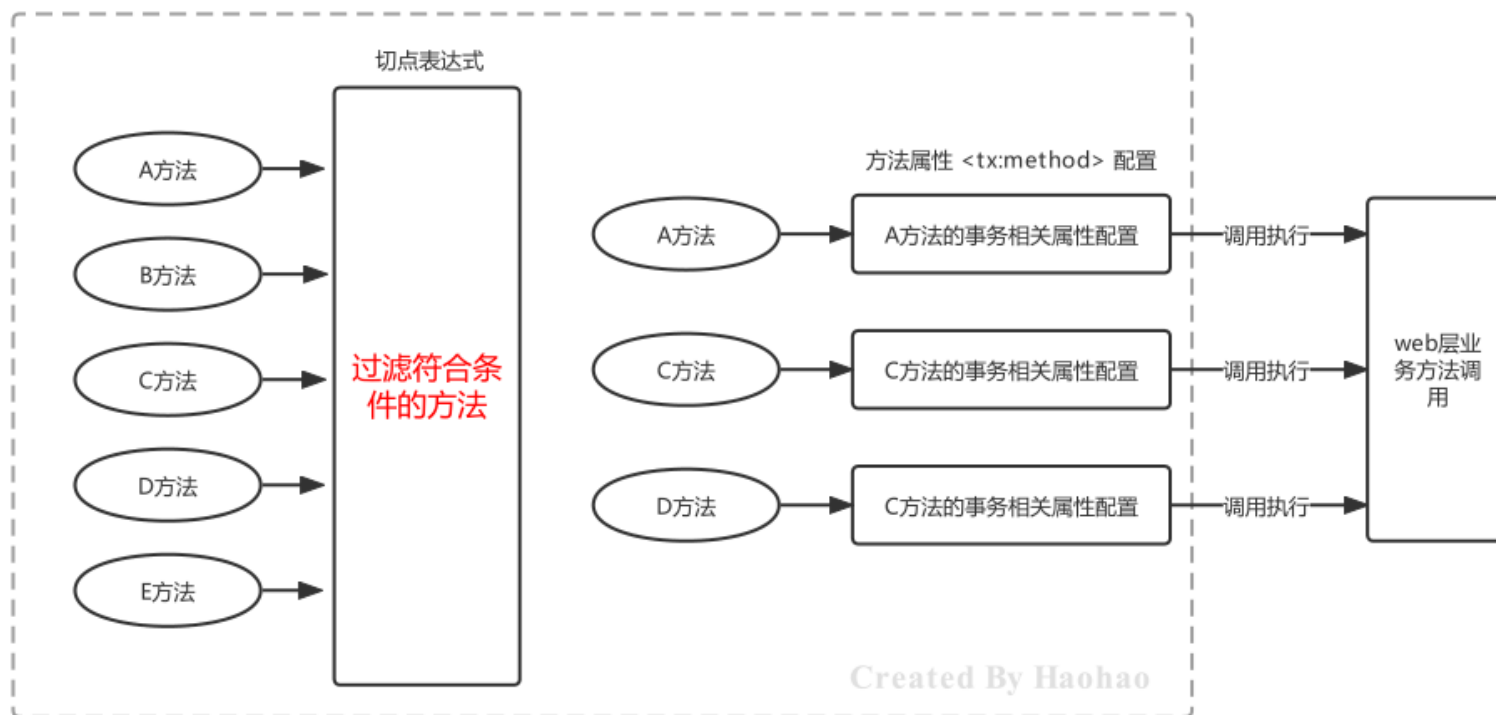 切点表达式
A方法
B方法
C方法
D方法
E方法
过滤符合条
件的方法
方法属性 <tx:method> 配置
A方法
A方法的事务相关属性配置
调用执行
C方法
C方法的事务相关属性配置
调用执行
D方法
C方法的事务相关属性配置
调用执行
web层业
务方法调
用
Created By Haohao